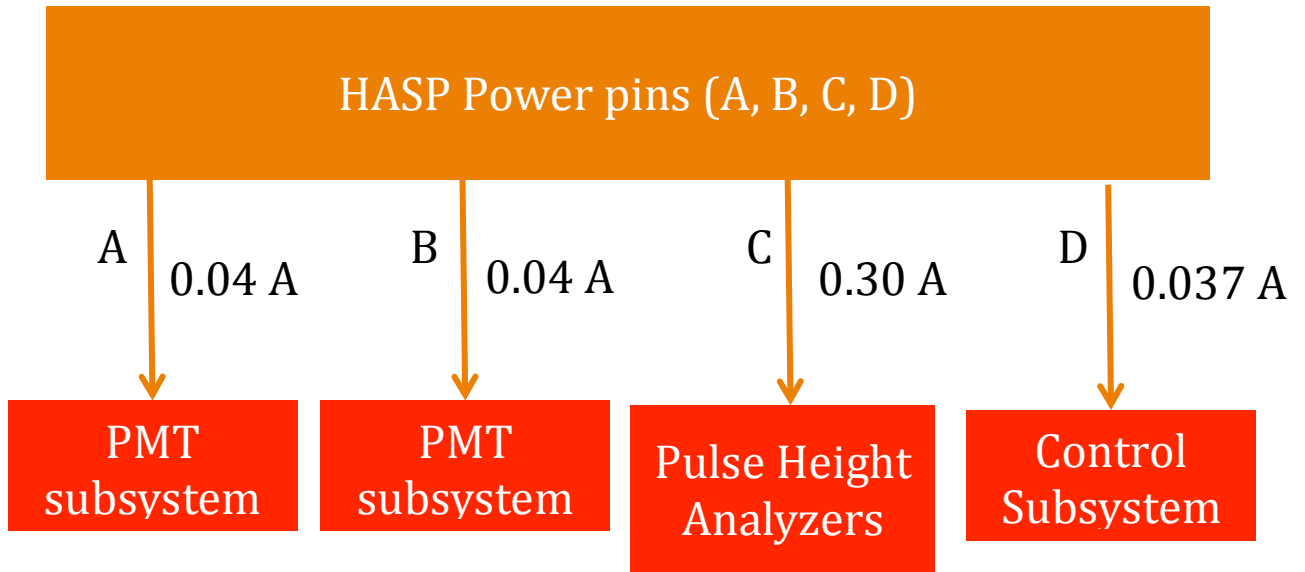 HASP Power pins (A, B, C, D)
A
0.04 A
B
0.04 A
C
0.30 A
D
0.037 A
PMT
subsystem
PMT
subsystem
Pulse Height
Analyzers
Control
Subsystem